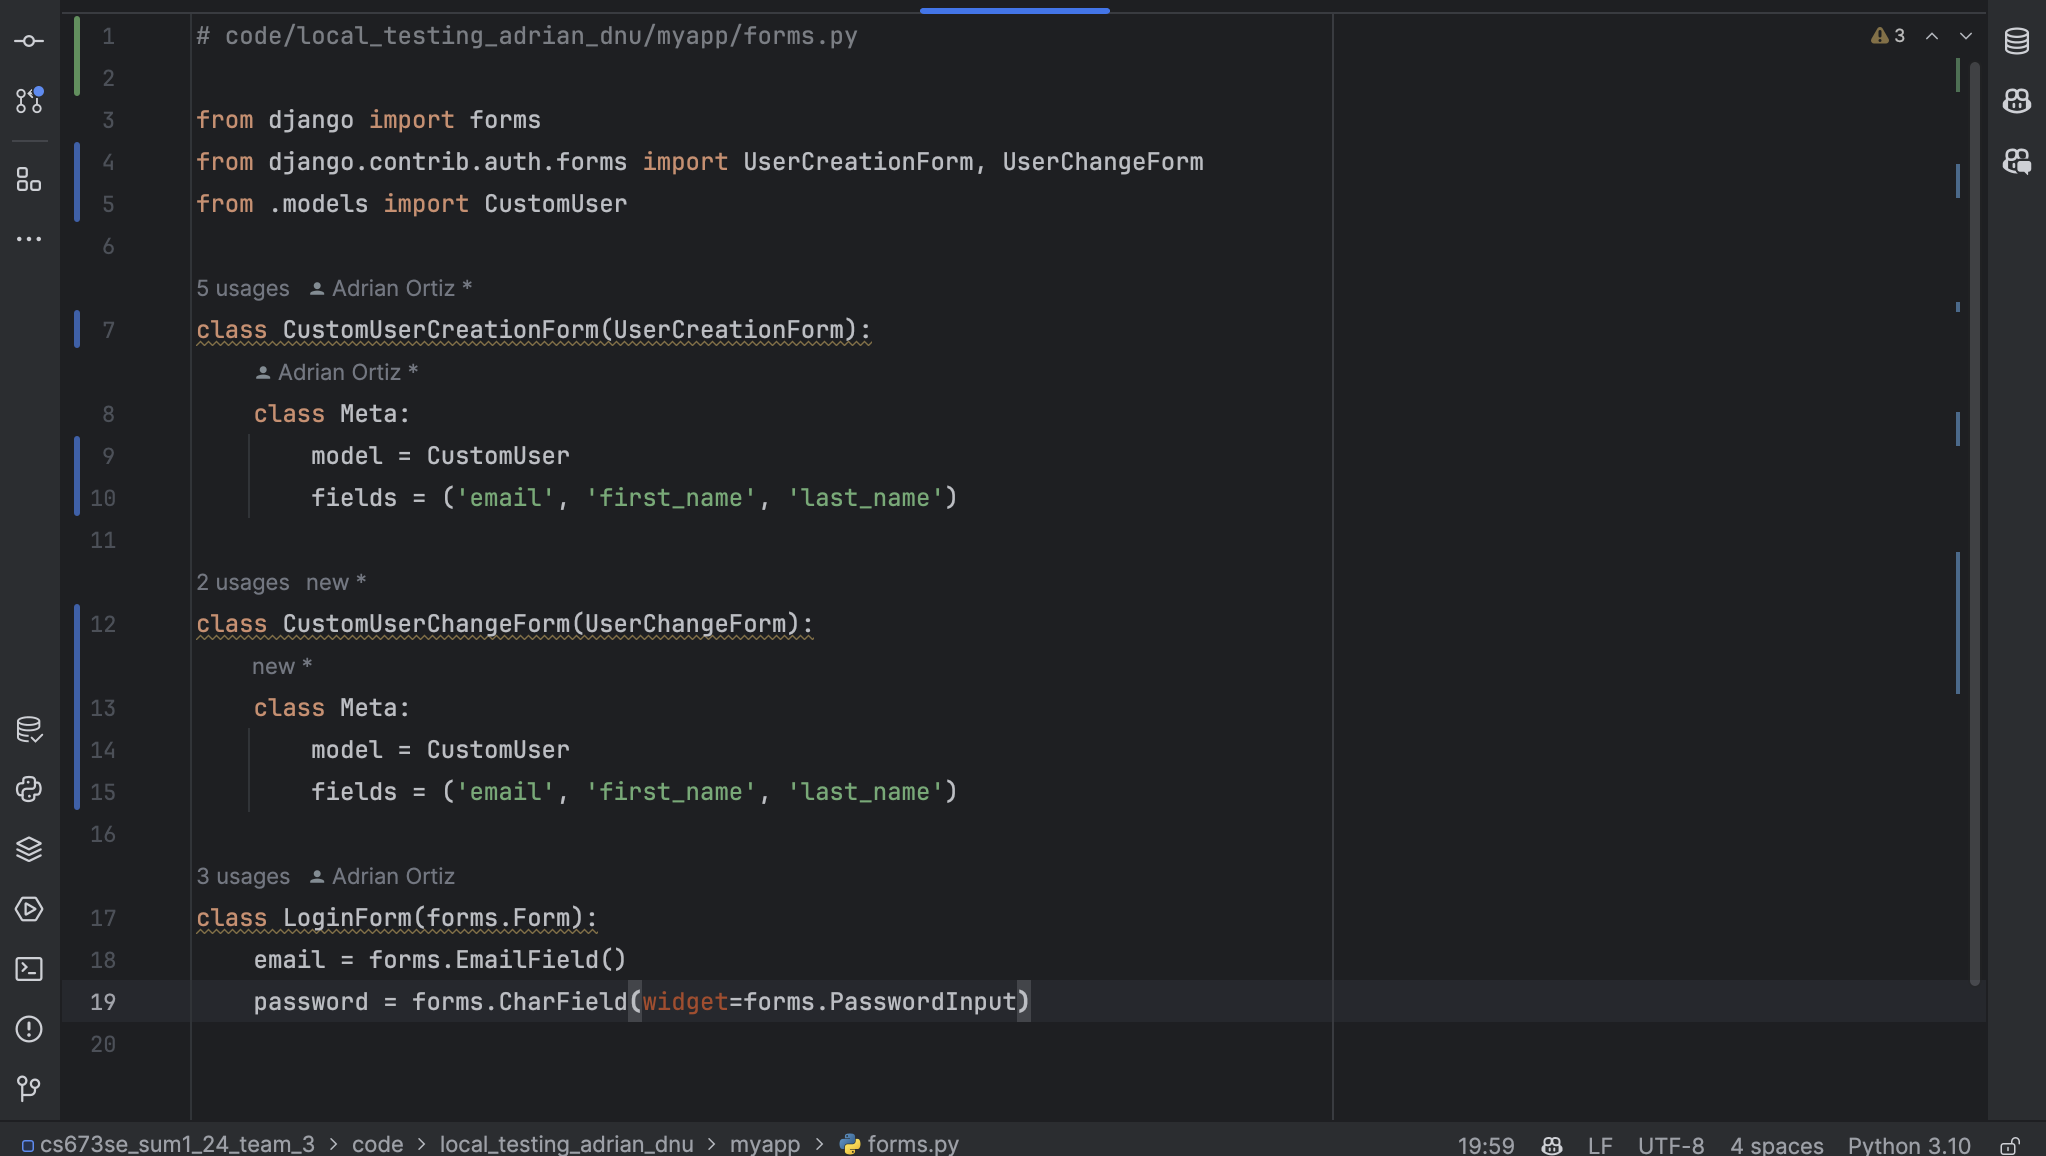 1 # code/local_testing_adrian_dnu/myapp/forms.py 3
2
3 from django import forms
4 from django.contrib.auth.forms import UserCreationForm, UserChangeForm
5 from .models import CustomUser
6
5 usages Adrian Ortiz *
7 class CustomUserCreationForm(UserCreationForm):
Adrian Ortiz *
8 class Meta:
9 model = CustomUser
10 fields = ('email', 'first_name', 'last_name')
11
2 usages new *
12 class CustomUserChangeForm(UserChangeForm):
new *
13 class Meta:
14 model = CustomUser
15 fields = ('email', 'first_name', 'last_name')
16
3 usages Adrian Ortiz
17 class LoginForm(forms.Form):
18 email = forms.EmailField()
19 password = forms.CharField(widget=forms.PasswordInput)
20
cs673se_sum1_24_team_3 > code > local_testing_adrian_dnu > myapp > forms.py 19:59 LF UTF-8 4 spaces Python 3.10